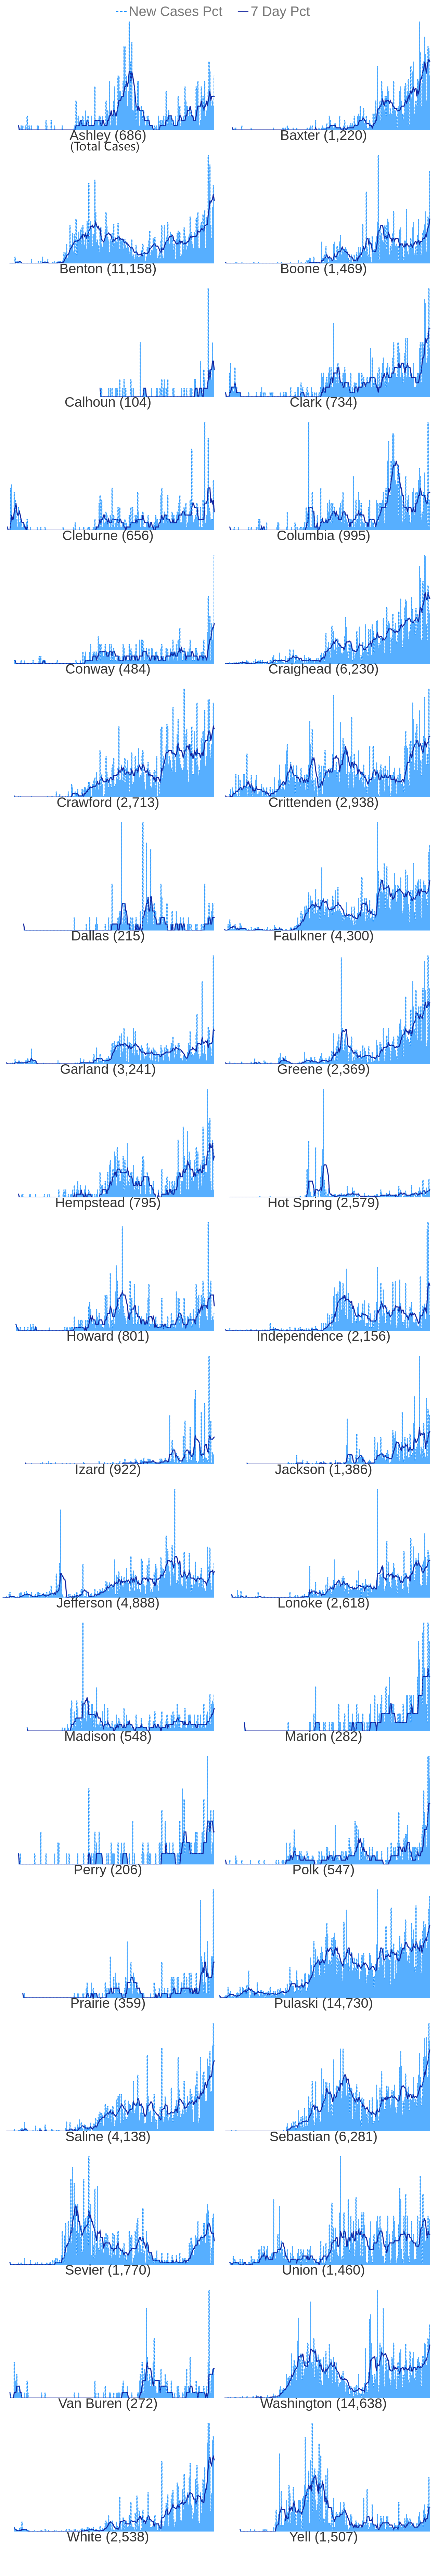 New Cases Pct 7 Day Pct
Ashley (686) Baxter (1,220)
(Total Cases)
Benton (11,158) Boone (1,469)
Calhoun (104) Clark (734)
Cleburne (656) Columbia (995)
Conway (484) Craighead (6,230)
Crawford (2,713) Crittenden (2,938)
Dallas (215) Faulkner (4,300)
Garland (3,241) Greene (2,369)
Hempstead (795) Hot Spring (2,579)
Howard (801) Independence (2,156)
Izard (922) Jackson (1,386)
Jefferson (4,888) Lonoke (2,618)
Madison (548) Marion (282)
Perry (206) Polk (547)
Prairie (359) Pulaski (14,730)
Saline (4,138) Sebastian (6,281)
Sevier (1,770) Union (1,460)
Van Buren (272) Washington (14,638)
White (2,538) Yell (1,507)